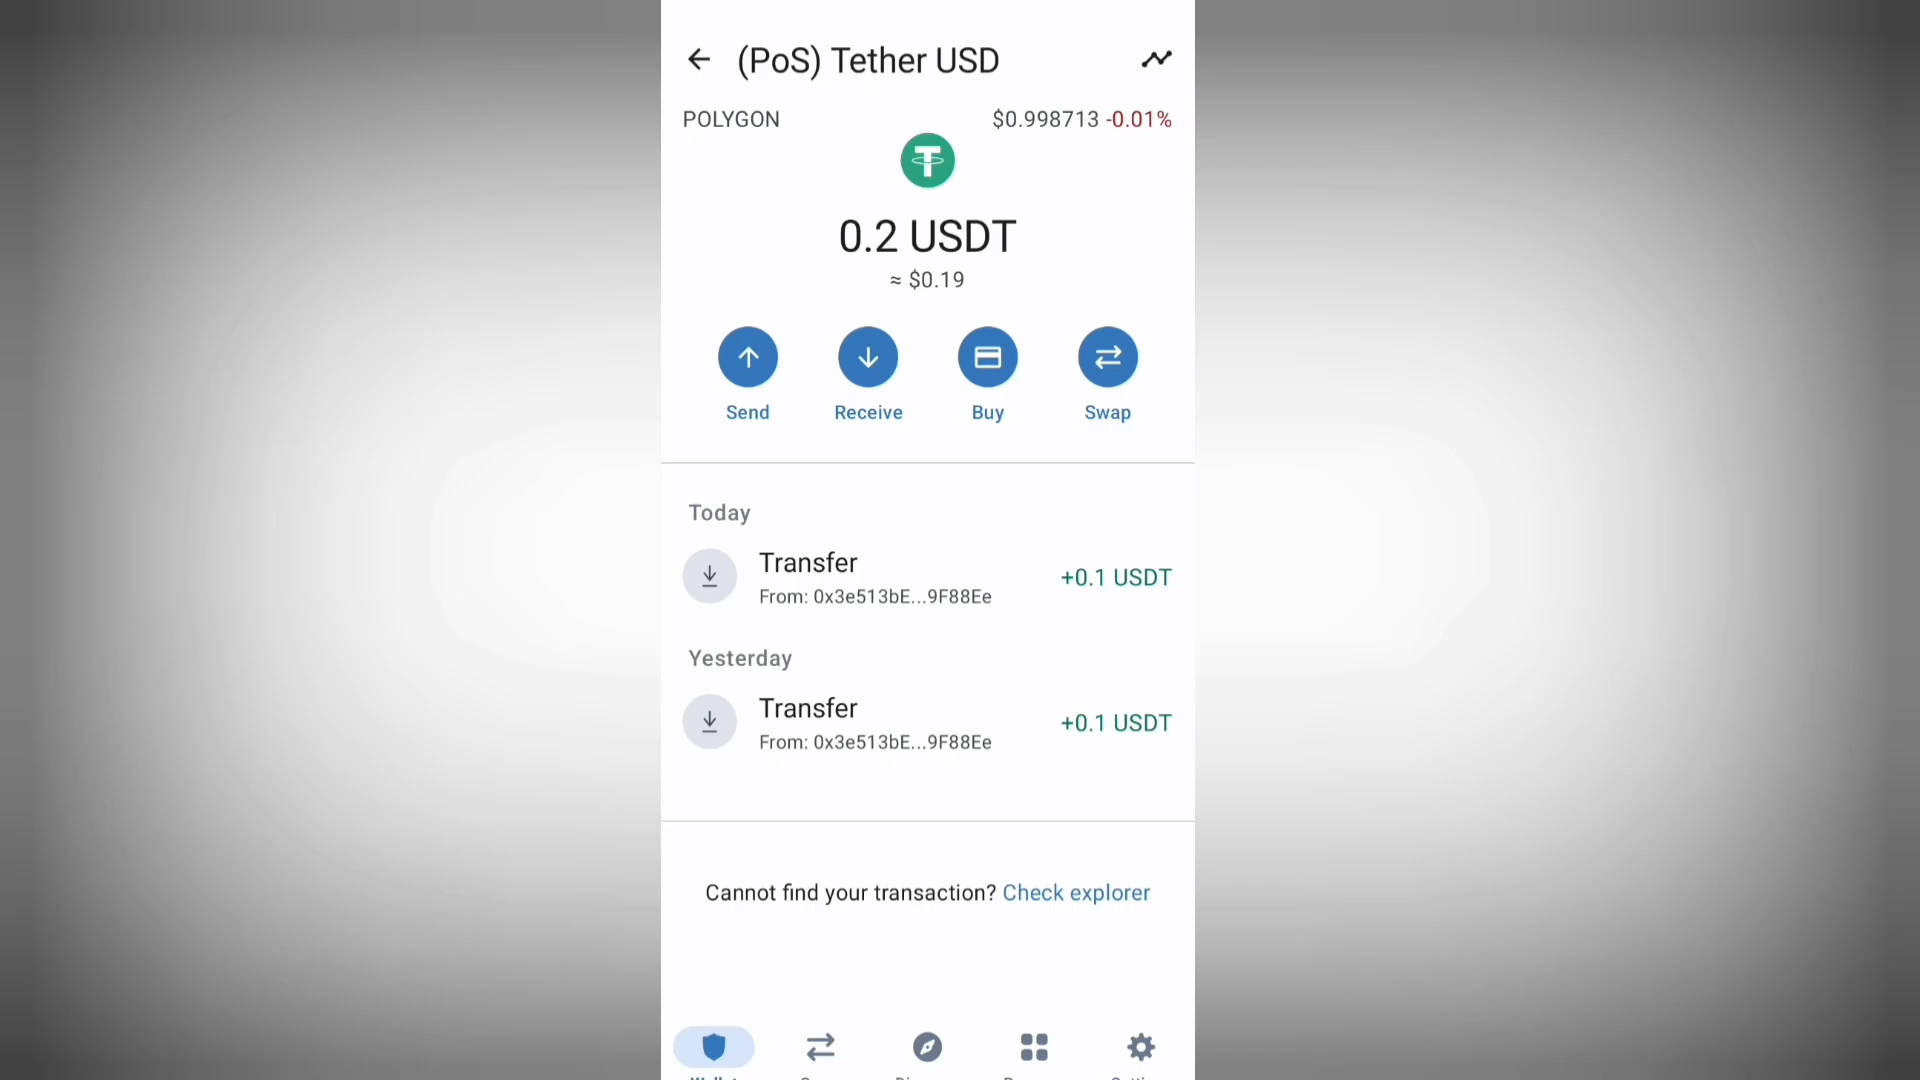 (PoS) Tether USD
POLYGON
$0.998713 -0.01%
0.2 USDT
≈ $0.19
Send
Receive
Buy
Swap
Today
Transfer
+0.1 USDT
From: 0x3e513bE...9F88Ee
Yesterday
Transfer
+0.1 USDT
From: 0x3e513bE...9F88Ee
Cannot find your transaction? Check explorer